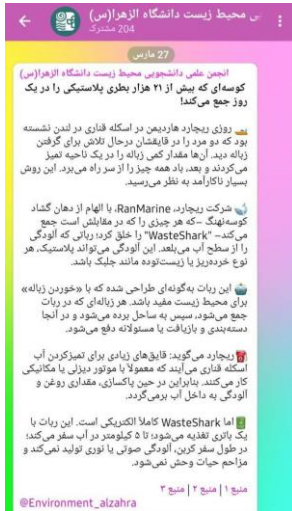 ی محیط زیست دانشگاه الزهرا(س)
204 مشترک
27 مارس
انجمن علمی دانشجویی محیط زیست دانشگاه الزهرا(س)
کوسه‌ای که بیش از ۲۱ هزار بطری پلاستیکی را در یک
روز جمع می‌کند!
روزی ریچارد هاردیمن در اسکله قناری در لندن نشسته
بود که دو مرد را در قایقشان درحال تلاش برای گرفتن
زباله دید. آن‌ها مقدار کمی زباله را در یک ناحیه تمیز
می‌کردند و بعد، باد همه چیز را از سر راه می‌برد. این روش
بسیار ناکارآمد به نظر می‌رسید.
شرکت ریچارد، RanMarine، با الهام از دهان گشاد
کوسه‌نهنگ –که هر چیزی را که در مقابلش است جمع
می‌کند– "WasteShark" را خلق کرد؛ رباتی که آلودگی
را از سطح آب می‌بلعد. این آلودگی می‌تواند پلاستیک، هر
نوع خرده‌ریز یا زیست‌توده مانند جلبک باشد.
این ربات به‌گونه‌ای طراحی شده که با «خوردن زباله»
برای محیط زیست مفید باشد. هر زباله‌ای که در ربات
جمع می‌شود، سپس به ساحل برده می‌شود و در آنجا
دسته‌بندی و بازیافت یا مسئولانه دفع می‌شود.
ریچارد می‌گوید: قایق‌های زیادی برای تمیزکردن آب
اسکله قناری می‌آیند که معمولاً با موتور دیزلی یا مکانیکی
کار می‌کنند. بنابراین در حین پاکسازی، مقداری روغن و
آلودگی به داخل آب برمی‌گردد.
اما WasteShark کاملاً الکتریکی است. این ربات با
یک باتری تغذیه می‌شود؛ تا ۵ کیلومتر در آب سفر می‌کند؛
در طول سفر کربن، آلودگی صوتی یا نوری تولید نمی‌کند و
مزاحم حیات وحش نمی‌شود.
منبع ۱ | منبع ۲ | منبع ۳
@Environment_alzahra